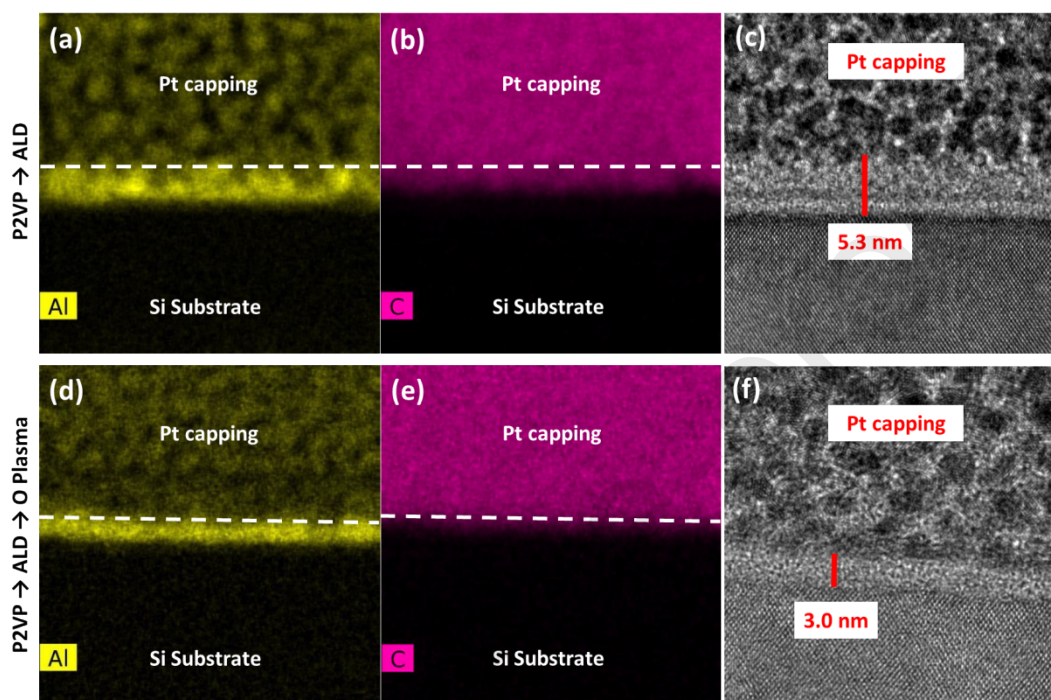 P2VP → ALD
(a)
Pt capping
Al
Si Substrate
(b)
Pt capping
C
Si Substrate
(c)
Pt capping
5.3 nm
P2VP → ALD → O Plasma
(d)
Pt capping
Al
Si Substrate
(e)
Pt capping
C
Si Substrate
(f)
Pt capping
3.0 nm